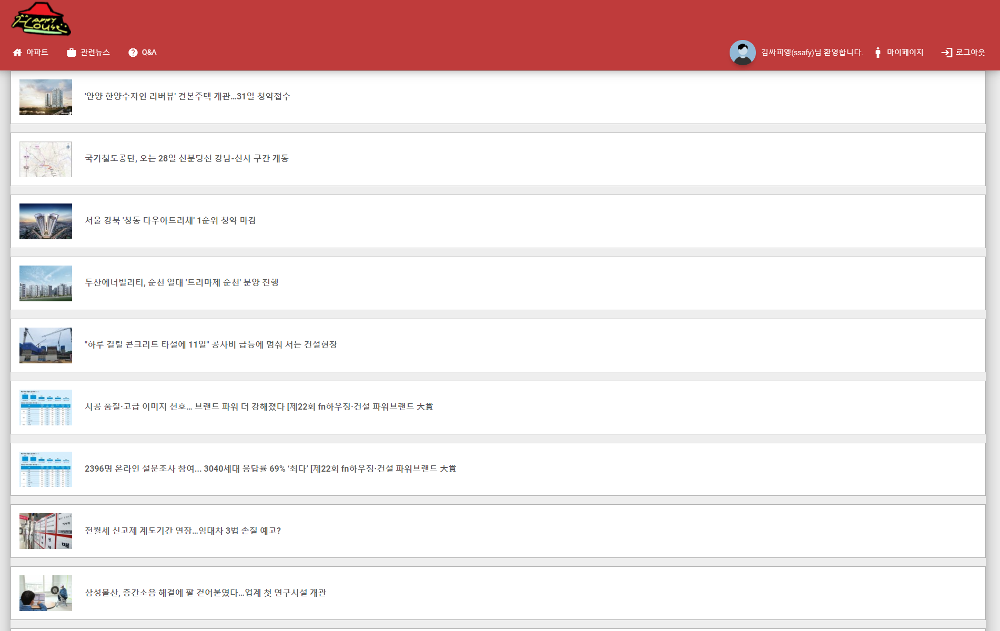 HAPPY
House
아파트
관련뉴스
Q&A
김싸피엥(ssafy)님 환영합니다.
마이페이지
로그아웃
'안양 한양수자인 리버뷰' 견본주택 개관…31일 청약접수
국가철도공단, 오는 28일 신분당선 강남-신사 구간 개통
서울 강북 '창동 다우아트리체' 1순위 청약 마감
두산에너빌리티, 순천 일대 '트리마제 순천' 분양 진행
"하루 걸릴 콘크리트 타설에 11일" 공사비 급등에 멈춰 서는 건설현장
시공 품질·고급 이미지 선호… 브랜드 파워 더 강해졌다 [제22회 fn하우징·건설 파워브랜드 大賞
2396명 온라인 설문조사 참여... 3040세대 응답률 69% ‘최다’ [제22회 fn하우징·건설 파워브랜드 大賞
전월세 신고제 계도기간 연장…임대차 3법 손질 예고?
매
삼성물산, 층간소음 해결에 팔 걷어붙였다…업계 첫 연구시설 개관